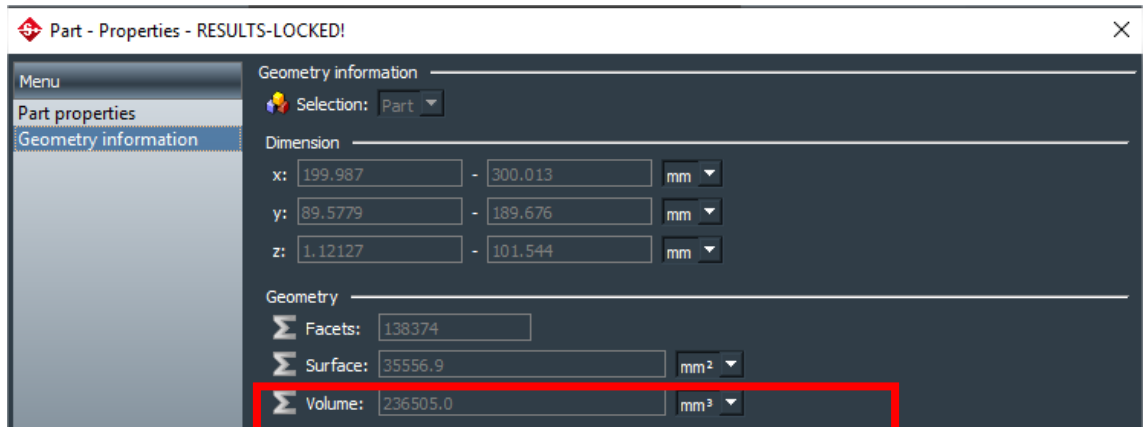 Part - Properties - RESULTS-LOCKED!
Menu
Part properties
Geometry information
Geometry information
Selection: Part
Dimension
x: 199.987 - 300.013 mm
y: 89.5779 - 189.676 mm
z: 1.12127 - 101.544 mm
Geometry
Σ Facets: 138374
Σ Surface: 35556.9 mm²
Σ Volume: 236505.0 mm³